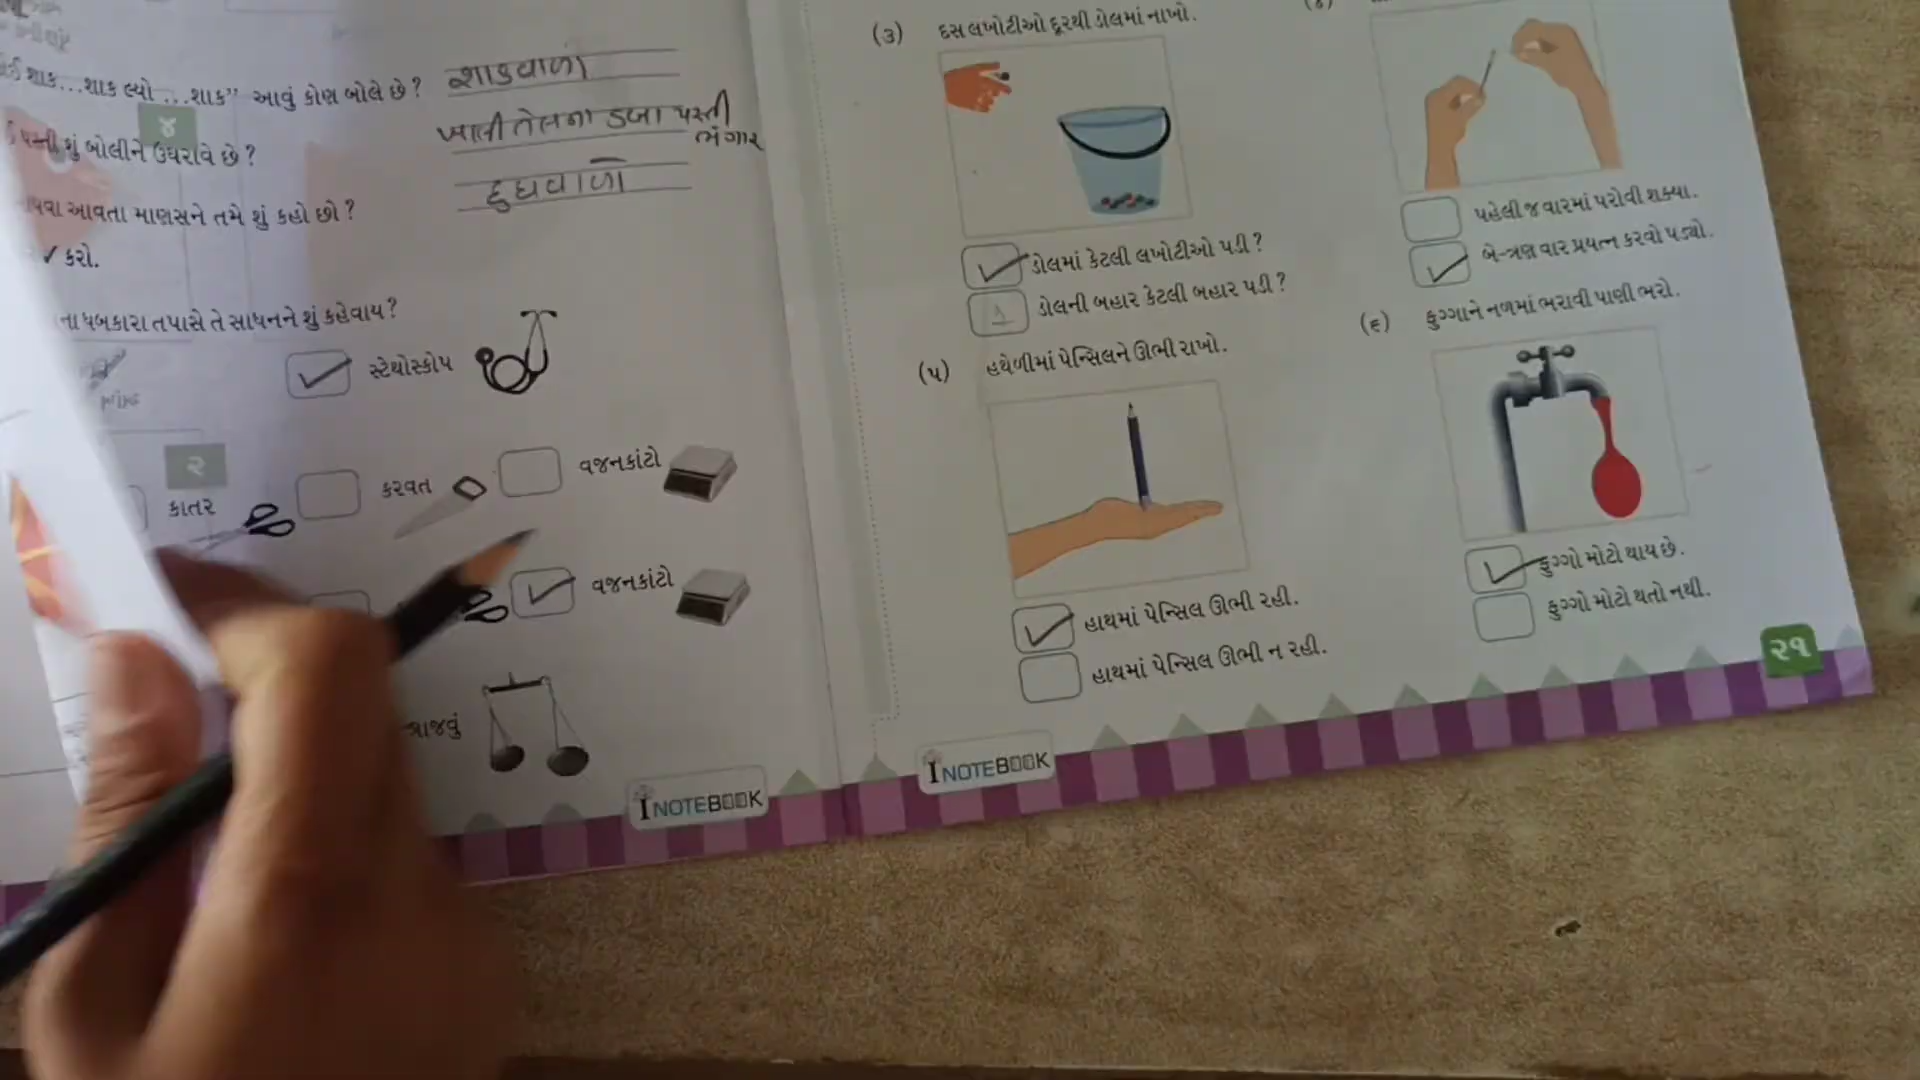 શાક...શાક લ્યો ...શાક” આવું કોણ બોલે છે ? શાકવાળા
ખાલી તેલના ડબા પસ્તી
ભંગાર
પસ્તી શું બોલીને ઉઘરાવે છે ?
આવતા માણસને તમે શું કહો છો ? દુધવાળો
✓ કરો.
ધબકારા તપાસે તે સાધનને શું કહેવાય ?
સ્ટેથોસ્કોપ
૪
૨
કાતર
કરવત
વજનકાંટો
વજનકાંટો
ત્રાજવું
INOTEBOOK
(૩) દસ લખોટીઓ દૂરથી ડોલમાં નાખો.
ડોલમાં કેટલી લખોટીઓ પડી ?
ડોલની બહાર કેટલી બહાર પડી ?
(૪)
પહેલી જ વારમાં પરોવી શક્યા.
બે-ત્રણ વાર પ્રયત્ન કરવો પડ્યો.
(૫) હથેળીમાં પેન્સિલને ઊભી રાખો.
હાથમાં પેન્સિલ ઊભી રહી.
હાથમાં પેન્સિલ ઊભી ન રહી.
(૬) ફુગ્ગાને નળમાં ભરાવી પાણી ભરો.
ફુગ્ગો મોટો થાય છે.
ફુગ્ગો મોટો થતો નથી.
૨૧
INOTEBOOK